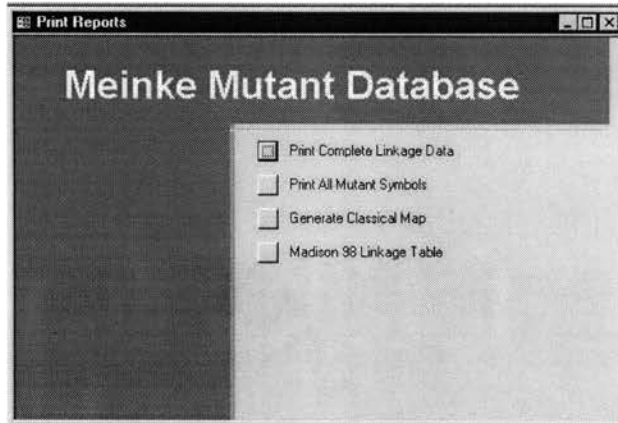 Print Reports
Meinke Mutant Database
Print Complete Linkage Data
Print All Mutant Symbols
Generate Classical Map
Madison 98 Linkage Table